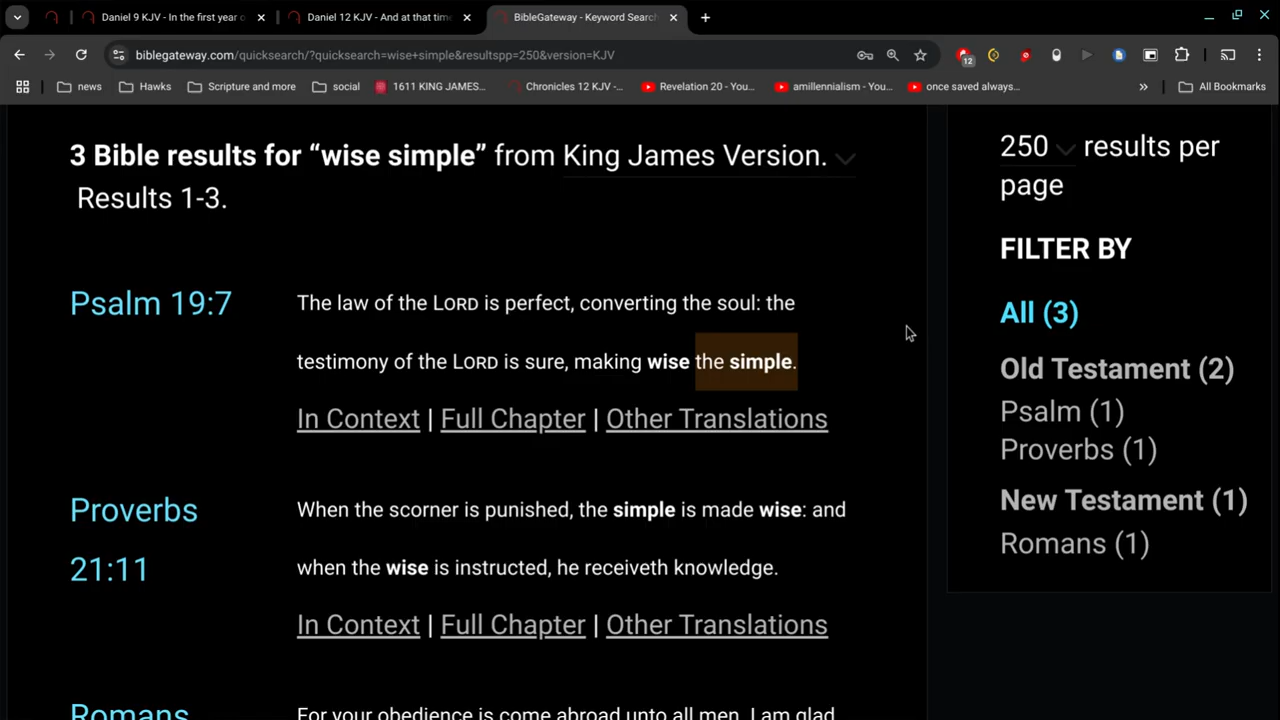 Daniel 9 KJV - In the first year o
Daniel 12 KJV - And at that time
BibleGateway - Keyword Search
biblegateway.com/quicksearch/?quicksearch=wise+simple&resultspp=250&version=KJV
12
news
Hawks
Scripture and more
social
1611 KING JAMES...
Chronicles 12 KJV -...
Revelation 20 - You...
amillennialism - You...
once saved always...
»
All Bookmarks
3 Bible results for “wise simple” from King James Version.
Results 1-3.
Psalm 19:7
The law of the LORD is perfect, converting the soul: the
testimony of the LORD is sure, making wise the simple.
In Context | Full Chapter | Other Translations
Proverbs
21:11
When the scorner is punished, the simple is made wise: and
when the wise is instructed, he receiveth knowledge.
In Context | Full Chapter | Other Translations
Romans
For your obedience is come abroad unto all men. I am glad
250 results per
page
FILTER BY
All (3)
Old Testament (2)
Psalm (1)
Proverbs (1)
New Testament (1)
Romans (1)